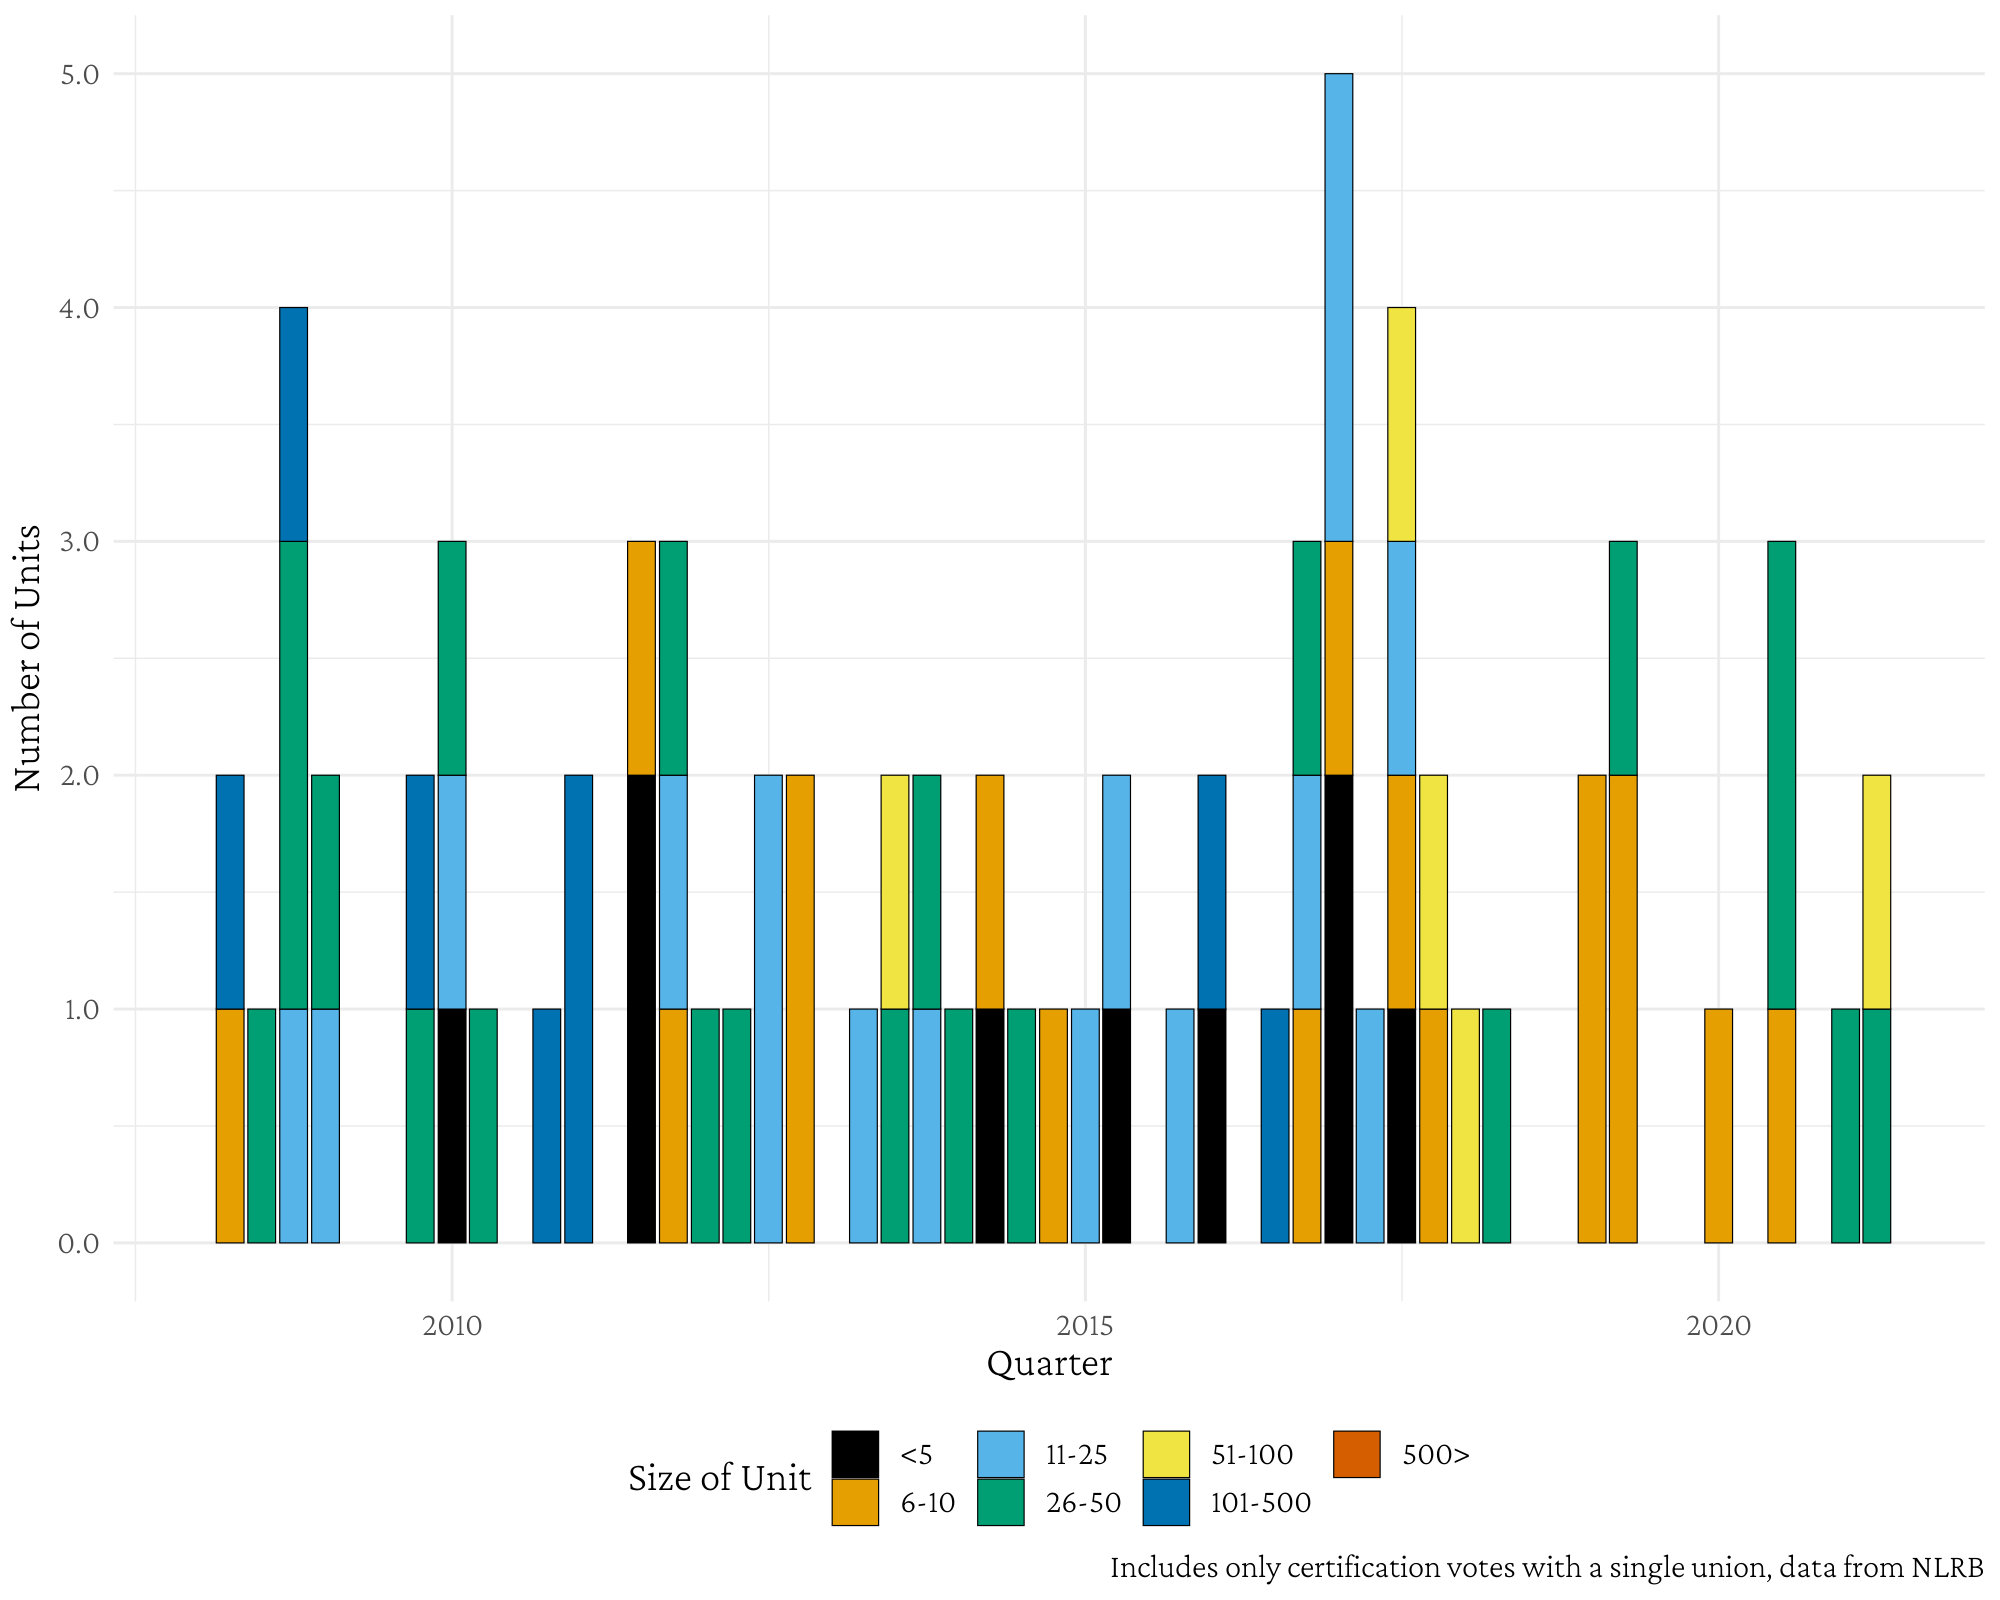 5.0
4.0
3.0
2.0
1.0
0.0
Number of Units
2010 2015 2020
Quarter
Size of Unit
<5 11-25 51-100 500>
6-10 26-50 101-500
Includes only certification votes with a single union, data from NLRB